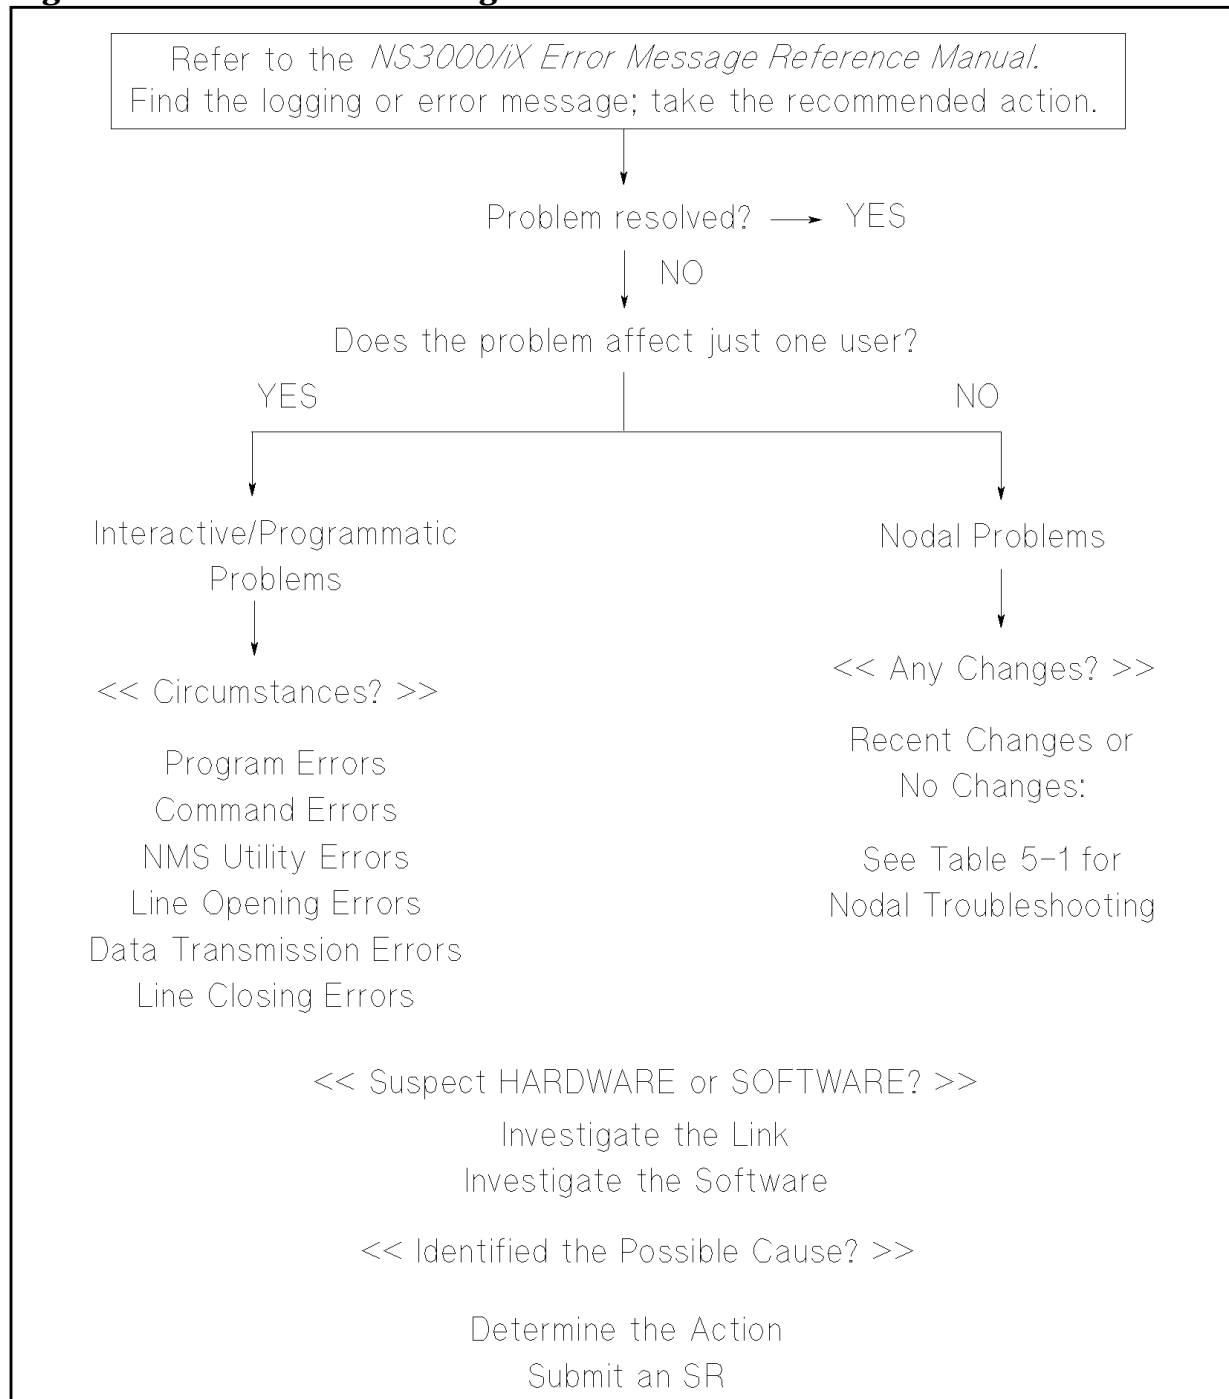 Refer to the NS3000/iX Error Message Reference Manual.
Find the logging or error message; take the recommended action.
Problem resolved? YES
NO
Does the problem affect just one user?
YES NO
Interactive/Programmatic
Problems
<< Circumstances? >>
Program Errors
Command Errors
NMS Utility Errors
Line Opening Errors
Data Transmission Errors
Line Closing Errors
Nodal Problems
<< Any Changes? >>
Recent Changes or
No Changes:
See Table 5-1 for
Nodal Troubleshooting
<< Suspect HARDWARE or SOFTWARE? >>
Investigate the Link
Investigate the Software
<< Identified the Possible Cause? >>
Determine the Action
Submit an SR